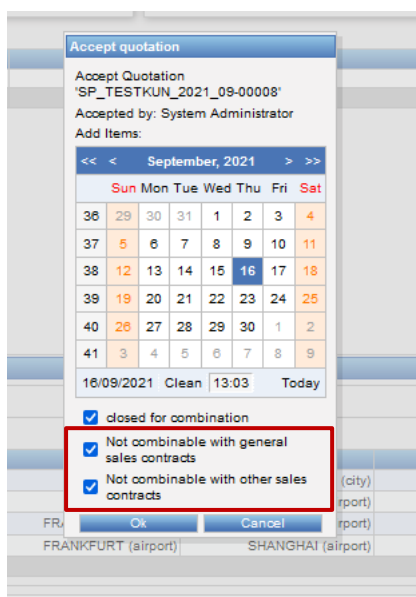 Accept quotation
Accept Quotation
'SP_TESTKUN_2021_09-00008'
Accepted by: System Administrator
Add Items:
<< < September, 2021 > >>
Sun Mon Tue Wed Thu Fri Sat
36 29 30 31 1 2 3 4
37 5 6 7 8 9 10 11
38 12 13 14 15 16 17 18
39 19 20 21 22 23 24 25
40 26 27 28 29 30 1 2
41 3 4 5 6 7 8 9
16/09/2021 Clean 13:03 Today
closed for combination
Not combinable with general
sales contracts
Not combinable with other sales
contracts
(city)
Ok Cancel
FRANKFURT (airport) SHANGHAI (airport)